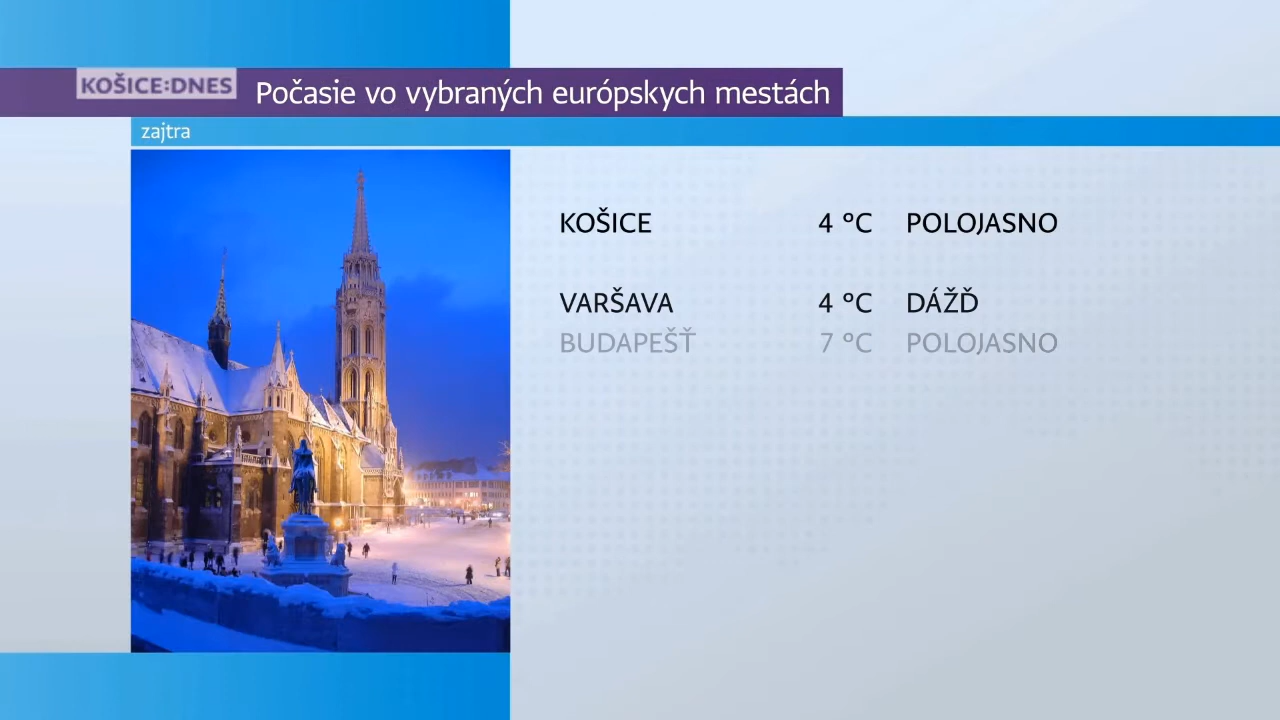 KOŠICE:DNES
Počasie vo vybraných európskych mestách
zajtra
KOŠICE 4 °C POLOJASNO
VARŠAVA 4 °C DÁŽĎ
BUDAPEŠŤ 7 °C POLOJASNO